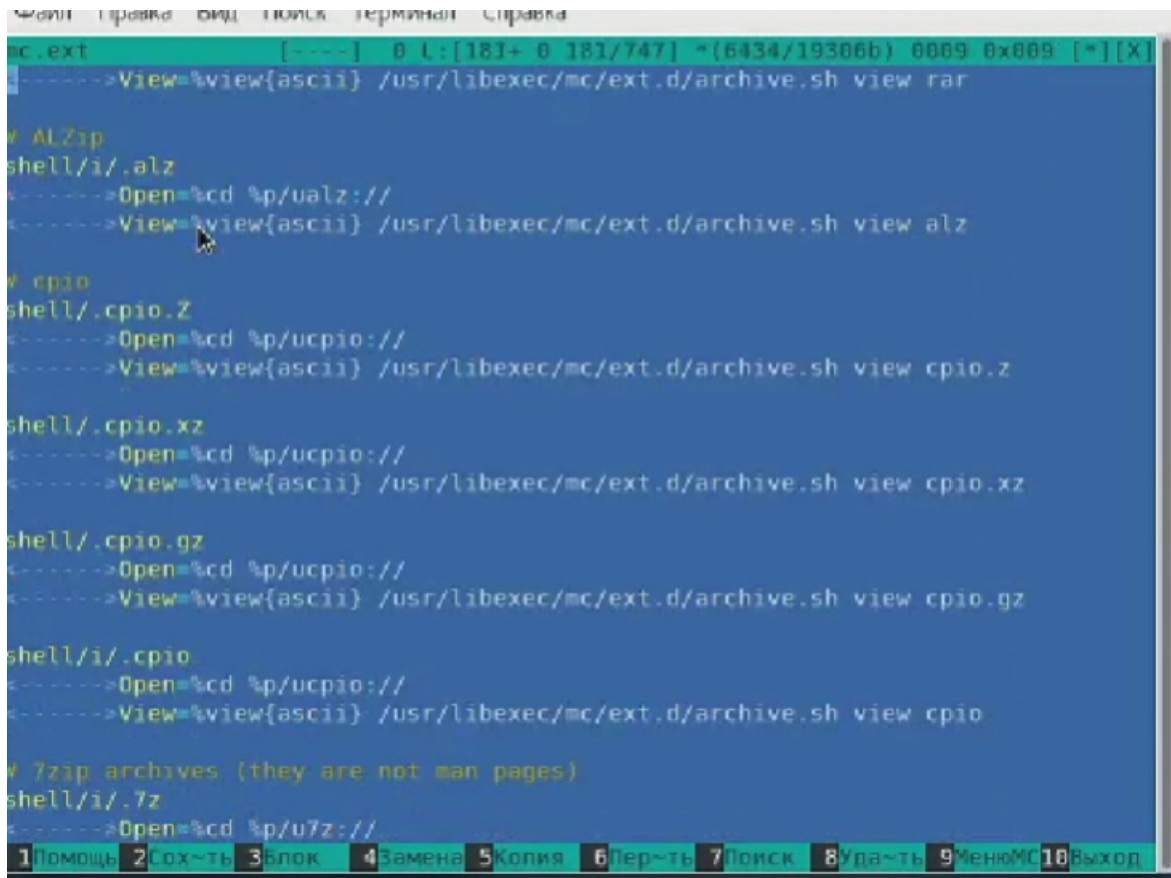 Файл Правка Вид Поиск Терминал Справка
mc.ext [----] 0 L:[181+ 0 181/747] *(6434/19306b) 0009 0x009 [*][X]
<------>View=%view{ascii} /usr/libexec/mc/ext.d/archive.sh view rar
# ALZip
shell/i/.alz
<------>Open=%cd %p/ualz://
<------>View=%view{ascii} /usr/libexec/mc/ext.d/archive.sh view alz
# cpio
shell/.cpio.Z
<------>Open=%cd %p/ucpio://
<------>View=%view{ascii} /usr/libexec/mc/ext.d/archive.sh view cpio.z
shell/.cpio.xz
<------>Open=%cd %p/ucpio://
<------>View=%view{ascii} /usr/libexec/mc/ext.d/archive.sh view cpio.xz
shell/.cpio.gz
<------>Open=%cd %p/ucpio://
<------>View=%view{ascii} /usr/libexec/mc/ext.d/archive.sh view cpio.gz
shell/i/.cpio
<------>Open=%cd %p/ucpio://
<------>View=%view{ascii} /usr/libexec/mc/ext.d/archive.sh view cpio
# 7zip archives (they are not man pages)
shell/i/.7z
<------>Open=%cd %p/u7z://
1Помощь 2Сох~ть 3Блок 4Замена 5Копия 6Пер~ть 7Поиск 8Уда~ть 9МенюМС 10Выход